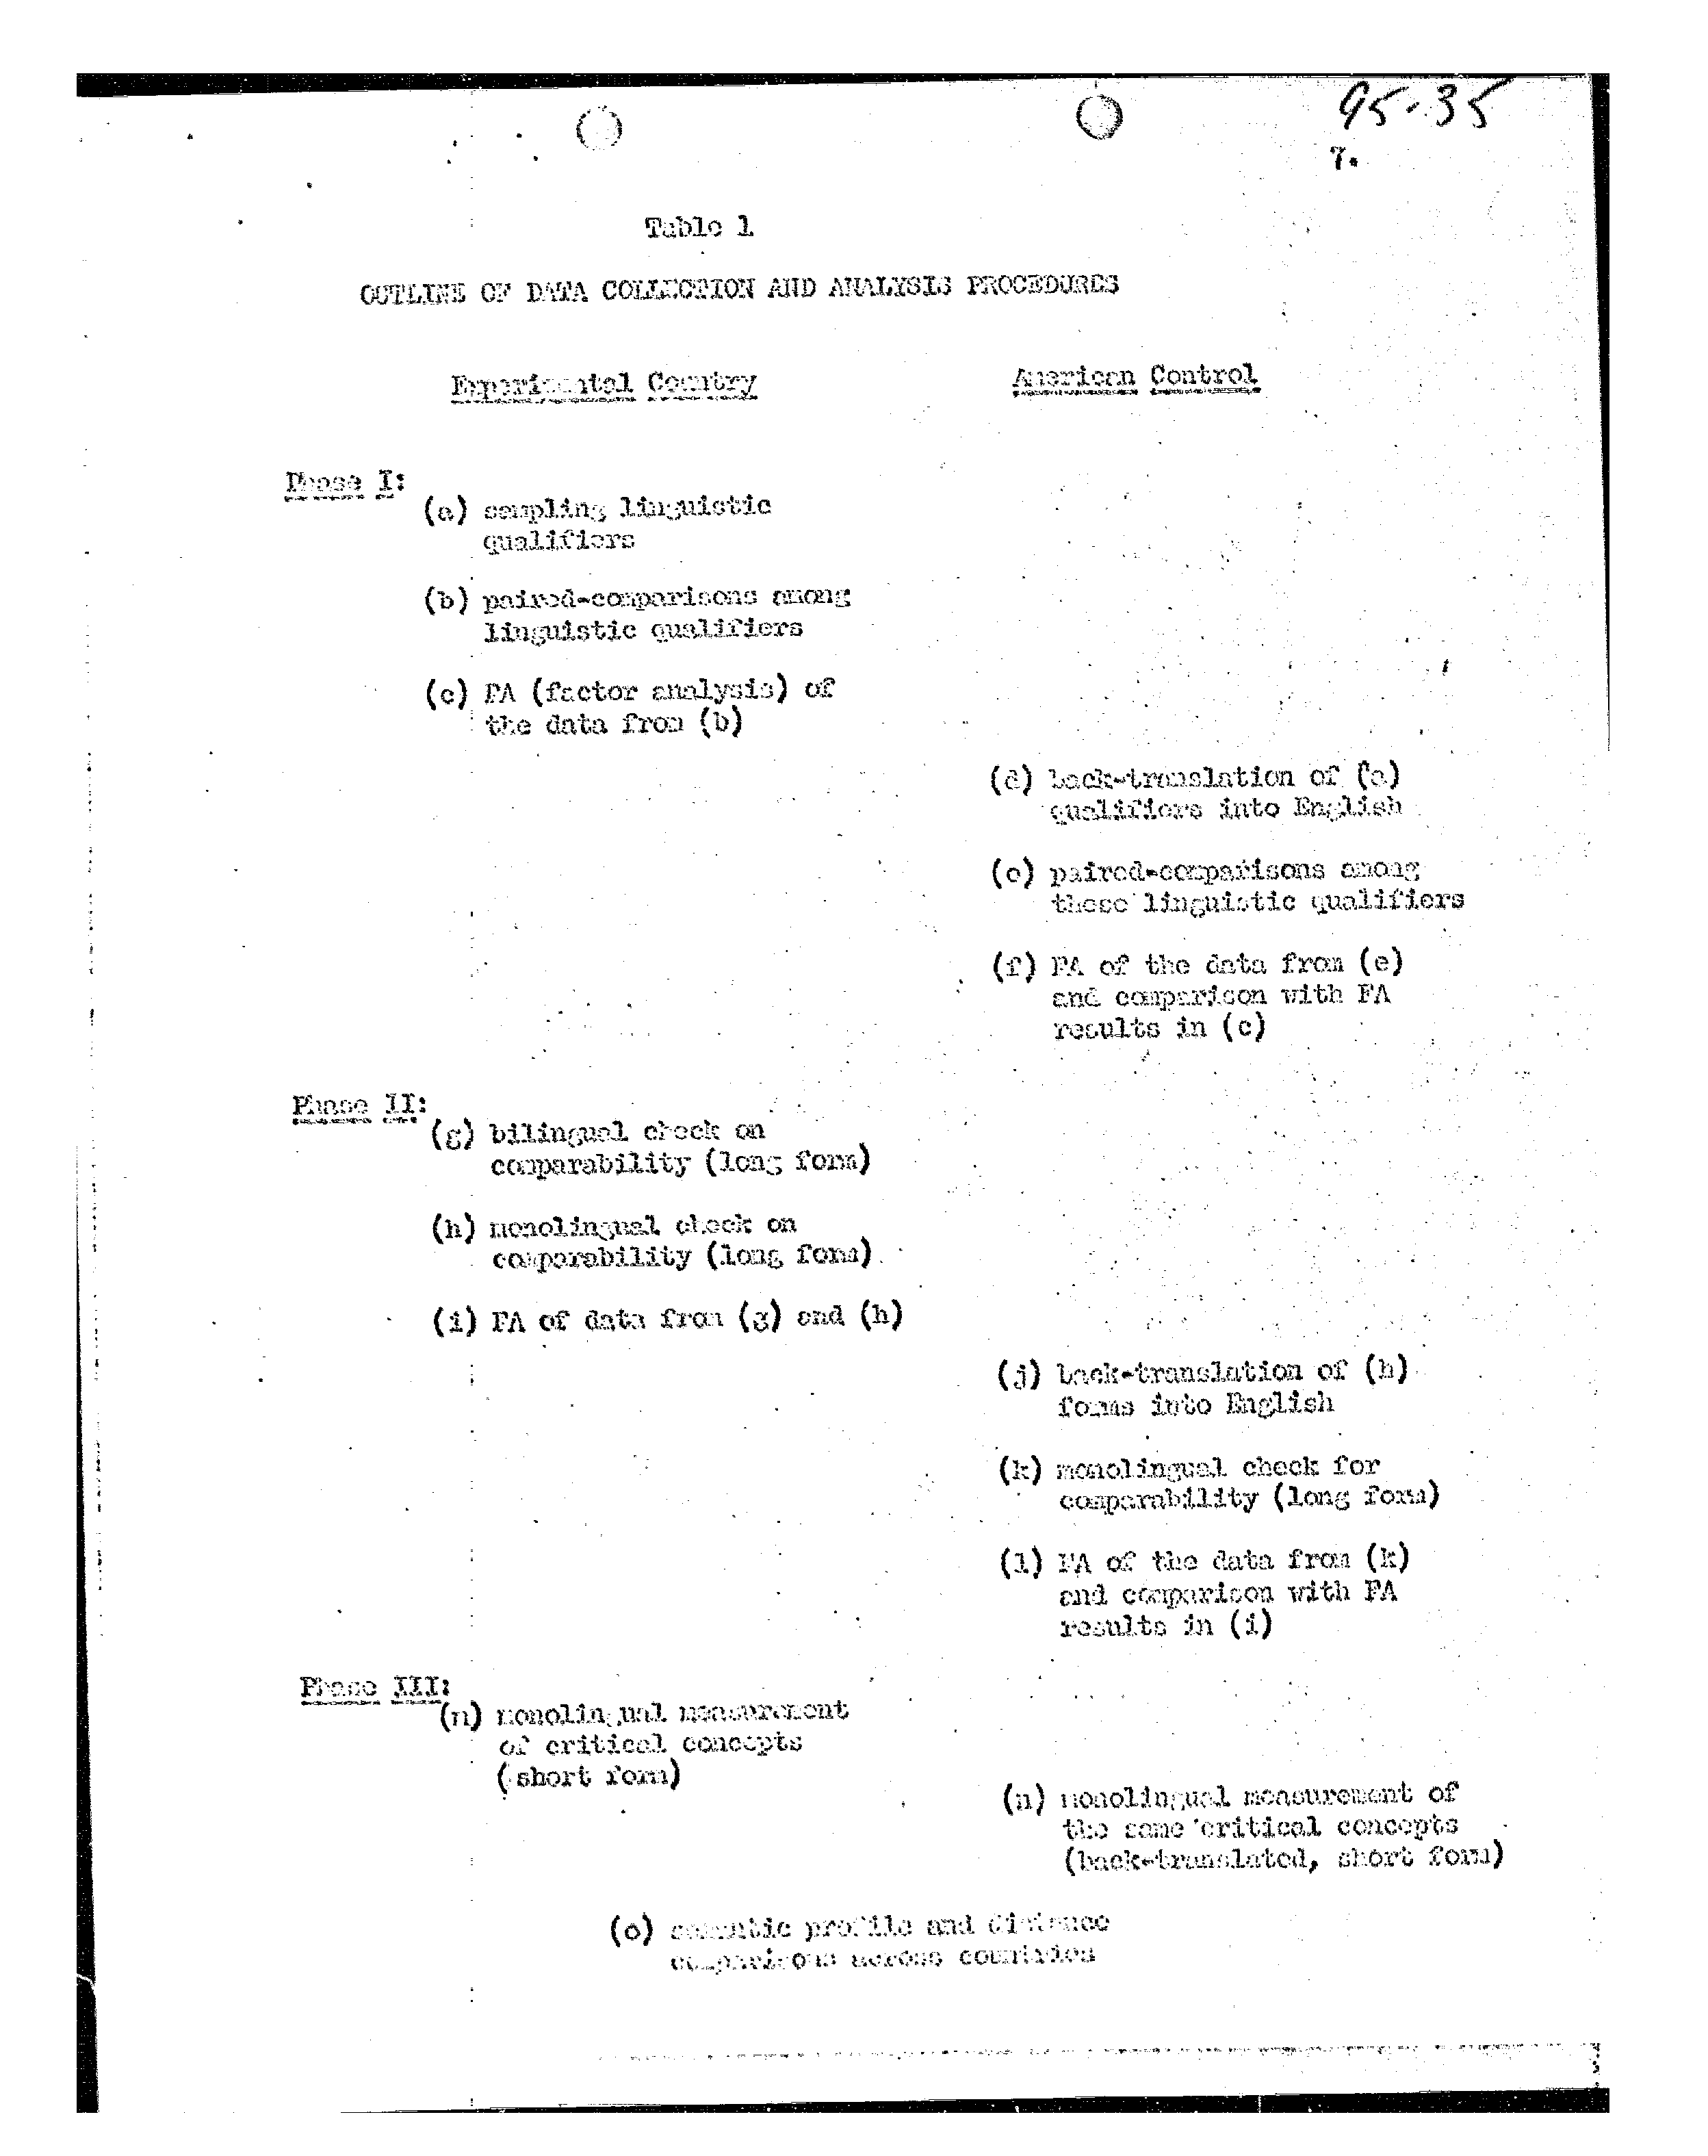 95-35
7.
Table 1
OUTLINE OF DATA COLLECTION AND ANALYSIS PROCEDURES
Experimental Country
American Control
Phase I:
(a) sampling linguistic
qualifiers
(b) paired-comparisons among
linguistic qualifiers
(c) FA (factor analysis) of
the data from (b)
(d) back-translation of (a)
qualifiers into English
(e) paired-comparisons among
these linguistic qualifiers
(f) FA of the data from (e)
and comparison with FA
results in (c)
Phase II:
(g) bilingual check on
comparability (long form)
(h) monolingual check on
comparability (long form)
(i) FA of data from (g) and (h)
(j) back-translation of (h)
forms into English
(k) monolingual check for
comparability (long form)
(l) FA of the data from (k)
and comparison with FA
results in (i)
Phase III:
(m) monolingual measurement
of critical concepts
(short form)
(n) monolingual measurement of
the same critical concepts
(back-translated, short form)
(o) semantic profile and distance
comparisons across countries